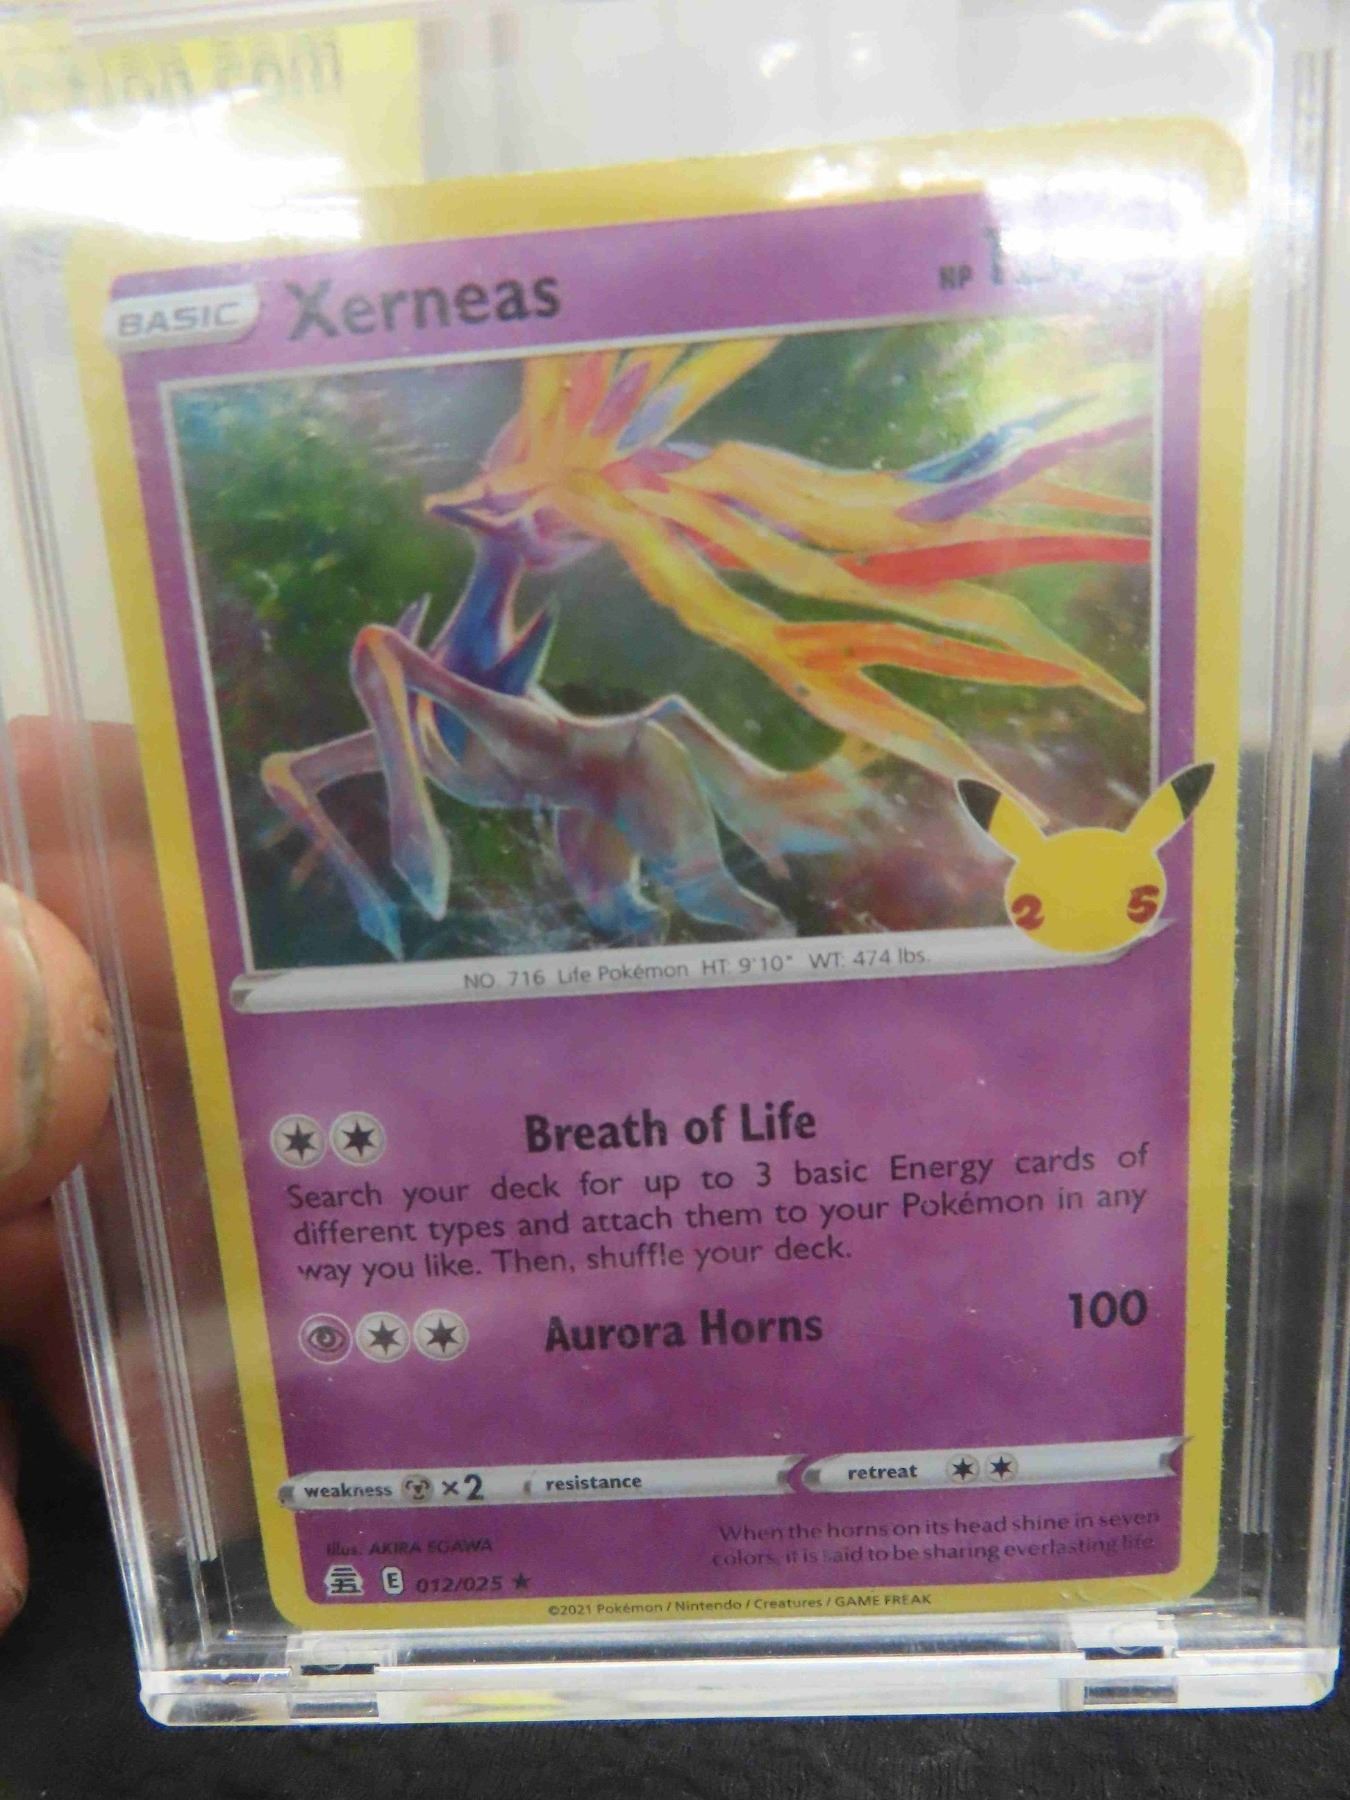 BASIC Xerneas HP
25
NO. 716 Life Pokémon HT: 9'10" WT: 474 lbs.
Breath of Life
Search your deck for up to 3 basic Energy cards of
different types and attach them to your Pokémon in any
way you like. Then, shuffle your deck.
Aurora Horns 100
weakness ×2 resistance retreat
Illus. AKIRA EGAWA
When the horns on its head shine in seven
colors, it is said to be sharing everlasting life.
E 012/025 ★
©2021 Pokémon / Nintendo / Creatures / GAME FREAK